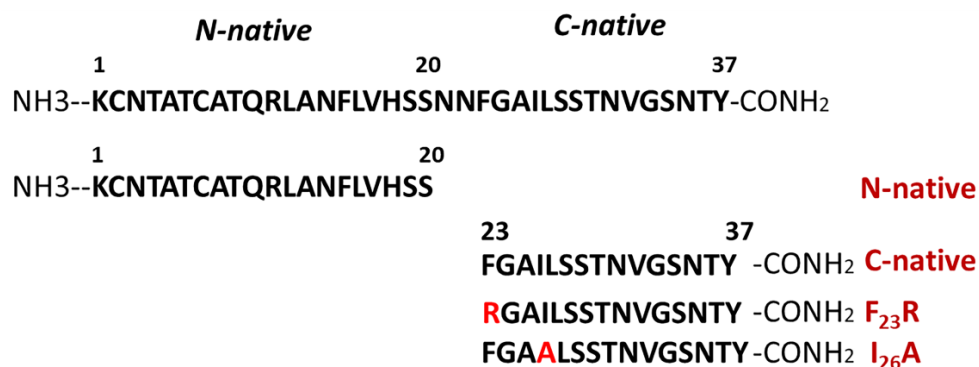 N-native C-native
1 20 37
NH3--KCNTATCATQRLANFLVHSSNNFGAILSSTNVGSNTY-CONH₂
1 20
NH3--KCNTATCATQRLANFLVHSS N-native
23 37
FGAILSSTNVGSNTY -CONH₂ C-native
RGAILSSTNVGSNTY -CONH₂ F₂₃R
FGAALSSTNVGSNTY -CONH₂ I₂₆A